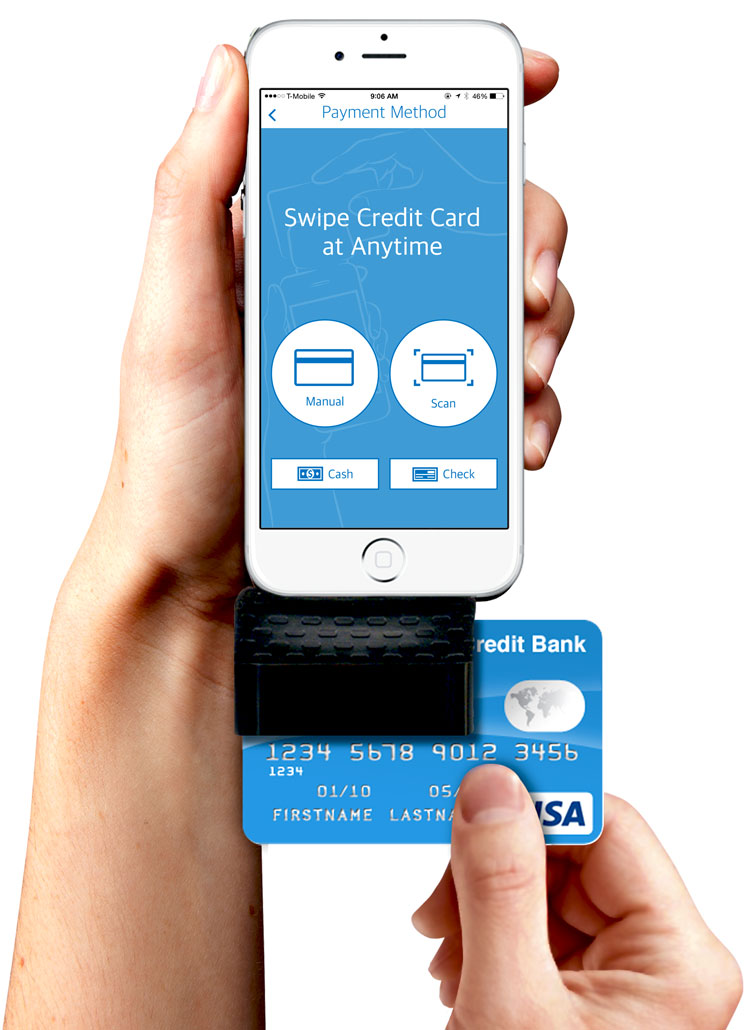 T-Mobile 9:06 AM 46%
Payment Method
Swipe Credit Card
at Anytime
Manual
Scan
Cash
Check
redit Bank
1234 5678 9012 3456
1234
01/10 05/
FIRSTNAME LASTNA
ISA